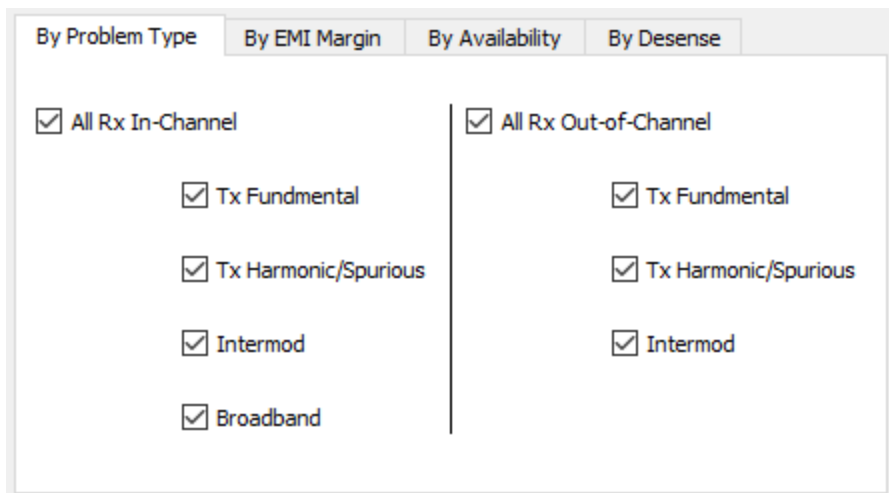 By Problem Type By EMI Margin By Availability By Desense
All Rx In-Channel
Tx Fundmental
Tx Harmonic/Spurious
Intermod
Broadband
All Rx Out-of-Channel
Tx Fundmental
Tx Harmonic/Spurious
Intermod